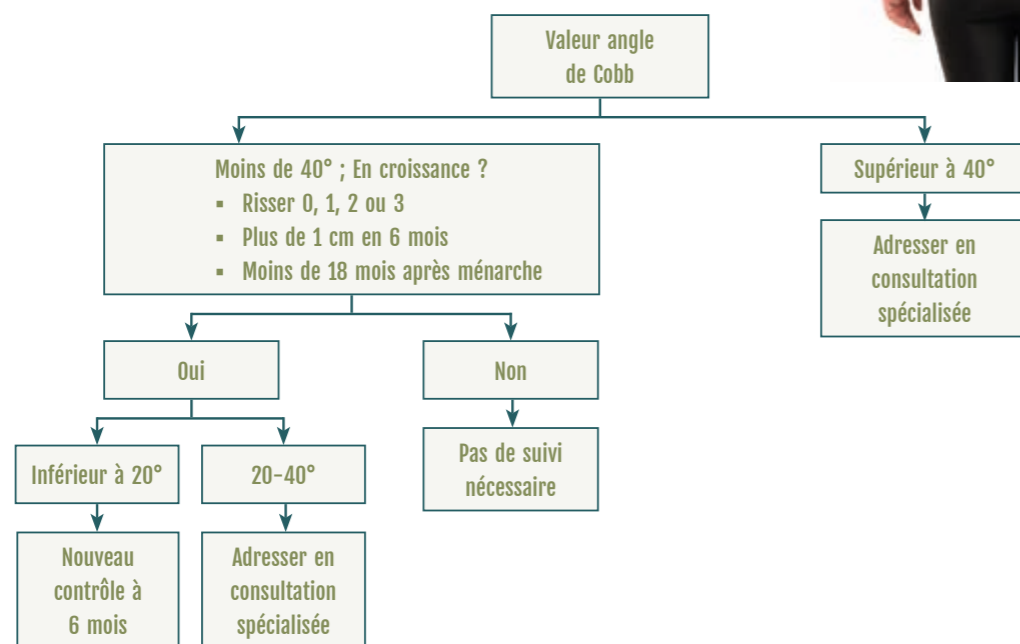 Valeur angle
de Cobb
Moins de 40° ; En croissance ?
▪ Risser 0, 1, 2 ou 3
▪ Plus de 1 cm en 6 mois
▪ Moins de 18 mois après ménarche
Supérieur à 40°
Adresser en
consultation
spécialisée
Oui
Non
Inférieur à 20°
20-40°
Pas de suivi
nécessaire
Nouveau
contrôle à
6 mois
Adresser en
consultation
spécialisée